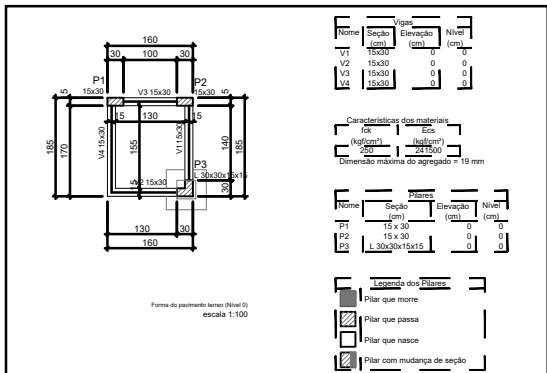 160
30 100 30
P1 P2
15x30 V3 15x30 15x30
5 5
15 130 15
185 170 V4 15x30 155 V1 15x30 140 185
P3
L 30x30x15x15
15 V2 15x30 30
130 30
160
Forma do pavimento terreo (Nível 0)
escala 1:100
Vigas
Nome Seção Elevação Nível
(cm) (cm) (cm)
V1 15x30 0 0
V2 15x30 0 0
V3 15x30 0 0
V4 15x30 0 0
Características dos materiais
fck Ecs
(kgf/cm²) (kgf/cm²)
250 241500
Dimensão máxima do agregado = 19 mm
Pilares
Nome Seção Elevação Nível
(cm) (cm) (cm)
P1 15 x 30 0 0
P2 15 x 30 0 0
P3 L 30x30x15x15 0 0
Legenda dos Pilares
Pilar que morre
Pilar que passa
Pilar que nasce
Pilar com mudança de seção